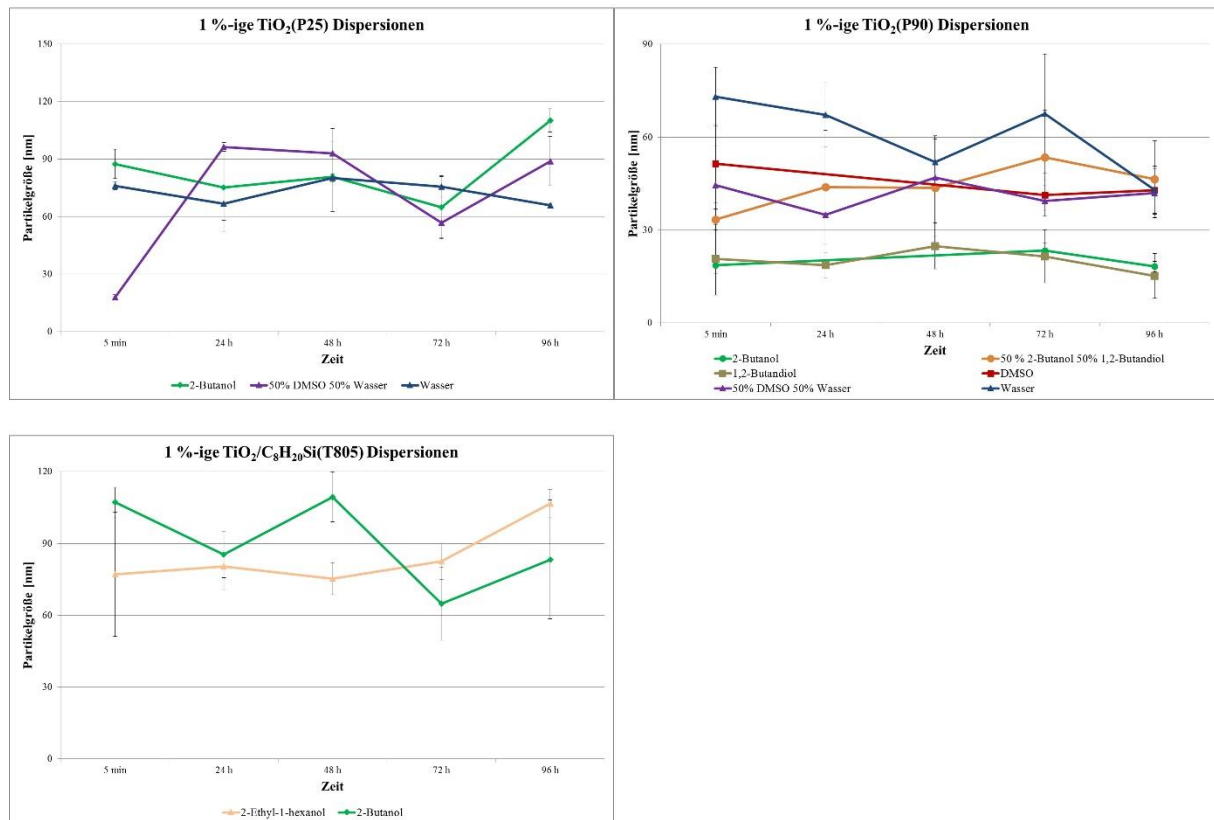 1 %-ige TiO₂(P25) Dispersionen
Partikelgröße [nm]
150
120
90
60
30
0
5 min 24 h 48 h 72 h 96 h
Zeit
2-Butanol 50% DMSO 50% Wasser Wasser
1 %-ige TiO₂(P90) Dispersionen
Partikelgröße [nm]
90
60
30
0
5 min 24 h 48 h 72 h 96 h
Zeit
2-Butanol 50 % 2-Butanol 50% 1,2-Butandiol
1,2-Butandiol DMSO
50% DMSO 50% Wasser Wasser
1 %-ige TiO₂/C₈H₂₀Si(T805) Dispersionen
Partikelgröße [nm]
120
90
60
30
0
5 min 24 h 48 h 72 h 96 h
Zeit
2-Ethyl-1-hexanol 2-Butanol